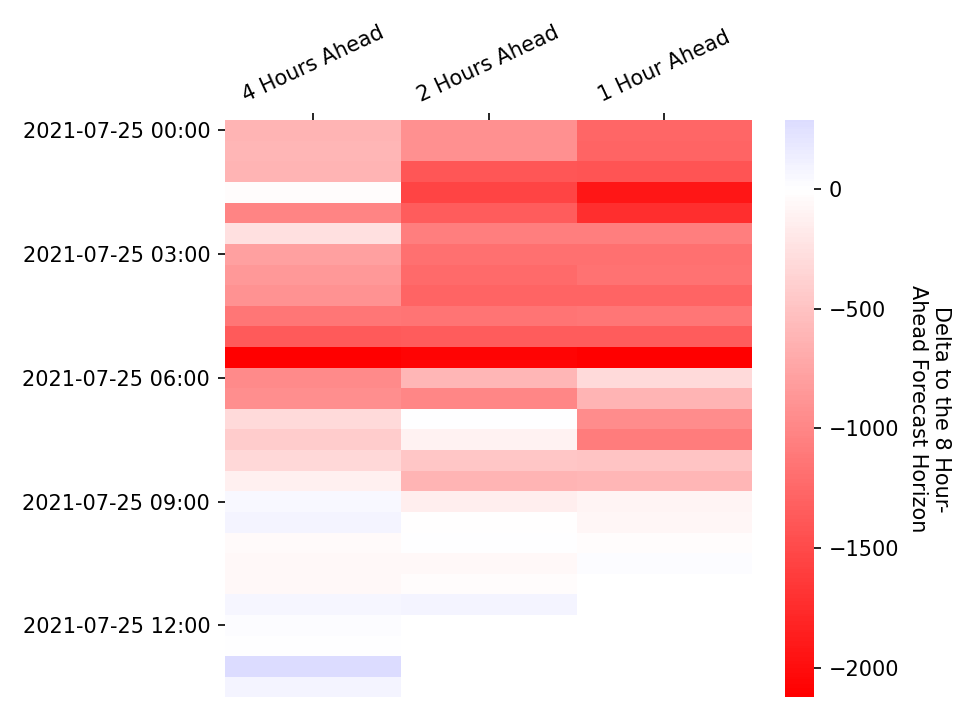 4 Hours Ahead
2 Hours Ahead
1 Hour Ahead
2021-07-25 00:00
2021-07-25 03:00
2021-07-25 06:00
2021-07-25 09:00
2021-07-25 12:00
0
−500
−1000
−1500
−2000
Delta to the 8 Hour-
Ahead Forecast Horizon